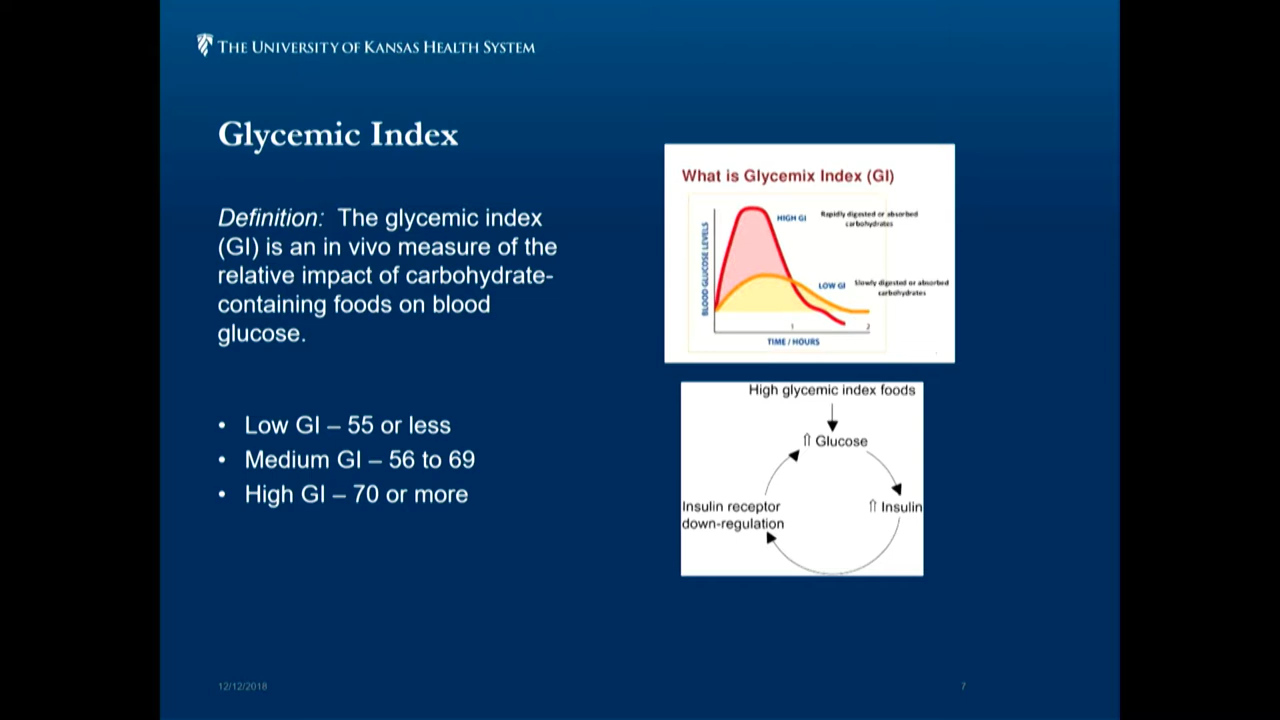 THE UNIVERSITY OF KANSAS HEALTH SYSTEM
Glycemic Index
Definition: The glycemic index
(GI) is an in vivo measure of the
relative impact of carbohydrate-
containing foods on blood
glucose.
• Low GI – 55 or less
• Medium GI – 56 to 69
• High GI – 70 or more
What is Glycemix Index (GI)
BLOOD GLUCOSE LEVELS
HIGH GI
Rapidly digested or absorbed
carbohydrates
LOW GI
Slowly digested or absorbed
carbohydrates
1
2
TIME / HOURS
High glycemic index foods
⇑ Glucose
⇑ Insulin
Insulin receptor
down-regulation
12/12/2018
7